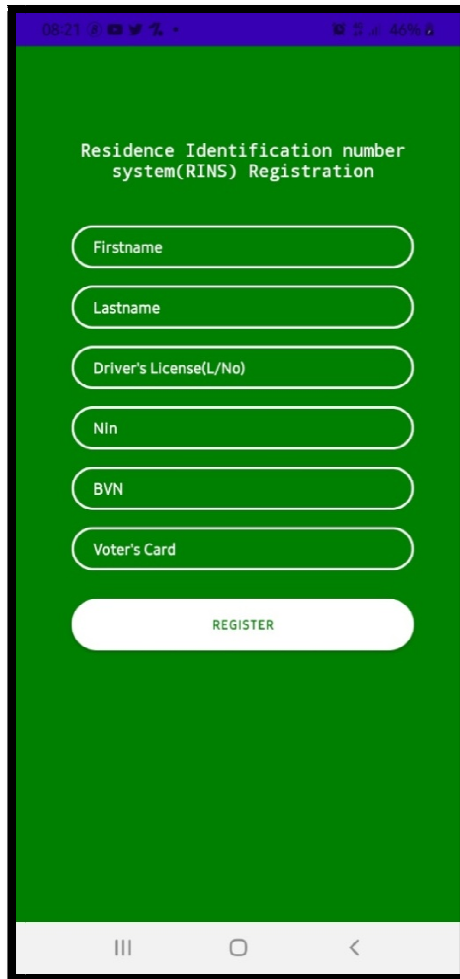 08:21 46%
Residence Identification number
system(RINS) Registration
Firstname
Lastname
Driver's License(L/No)
NIn
BVN
Voter's Card
REGISTER